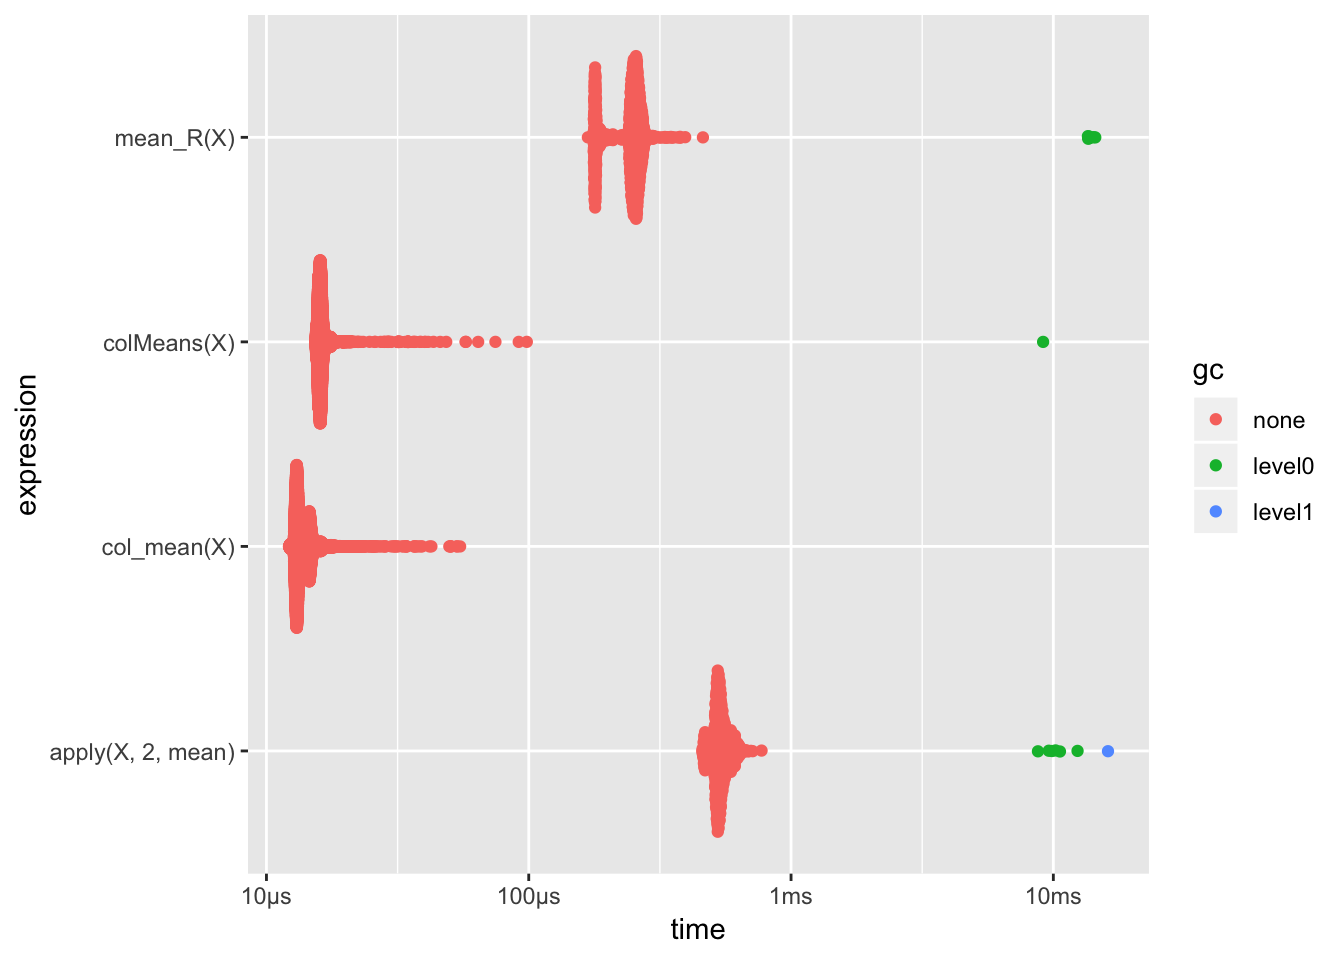 mean_R(X)
colMeans(X)
col_mean(X)
apply(X, 2, mean)
expression
10µs
100µs
1ms
10ms
time
gc
none
level0
level1